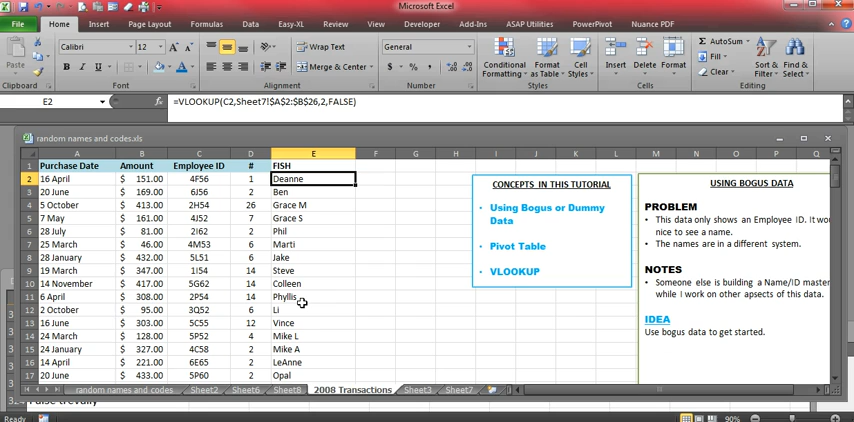 Microsoft Excel
File Home Insert Page Layout Formulas Data Easy-XL Review View Developer Add-Ins ASAP Utilities PowerPivot Nuance PDF
Calibri 12 A A Wrap Text General Conditional Formatting Format as Table Cell Styles Insert Delete Format AutoSum Fill Clear Sort & Filter Find & Select
Paste B I U A Merge & Center $ % ,
Clipboard Font Alignment Number Styles Cells Editing
E2 fx =VLOOKUP(C2,Sheet7!$A$2:$B$26,2,FALSE)
random names and codes.xls
A B C D E F G H I J K L M N O P Q
1 Purchase Date Amount Employee ID # FISH
2 16 April $ 151.00 4F56 1 Deanne
3 20 June $ 169.00 6J56 2 Ben
4 5 October $ 413.00 2H54 26 Grace M
5 7 May $ 161.00 4J52 7 Grace S
6 28 July $ 81.00 2I62 2 Phil
7 25 March $ 46.00 4M53 6 Marti
8 28 January $ 432.00 5L51 6 Jake
9 19 March $ 347.00 1I54 14 Steve
10 14 November $ 417.00 5G62 14 Colleen
11 6 April $ 308.00 2P54 14 Phyllis
12 2 October $ 95.00 3Q52 6 Li
13 16 June $ 303.00 5C55 12 Vince
14 24 March $ 128.00 5P52 4 Mike L
15 24 January $ 327.00 4C58 2 Mike A
16 14 April $ 221.00 6E65 2 LeAnne
17 20 June $ 433.00 5P60 2 Opal
CONCEPTS IN THIS TUTORIAL
• Using Bogus or Dummy
Data
• Pivot Table
• VLOOKUP
USING BOGUS DATA
PROBLEM
• This data only shows an Employee ID. It wou
nice to see a name.
• The names are in a different system.
NOTES
• Someone else is building a Name/ID master
while I work on other apsects of this data.
IDEA
Use bogus data to get started.
random names and codes Sheet2 Sheet6 Sheet8 2008 Transactions Sheet3 Sheet7
False trevally
Ready 90%